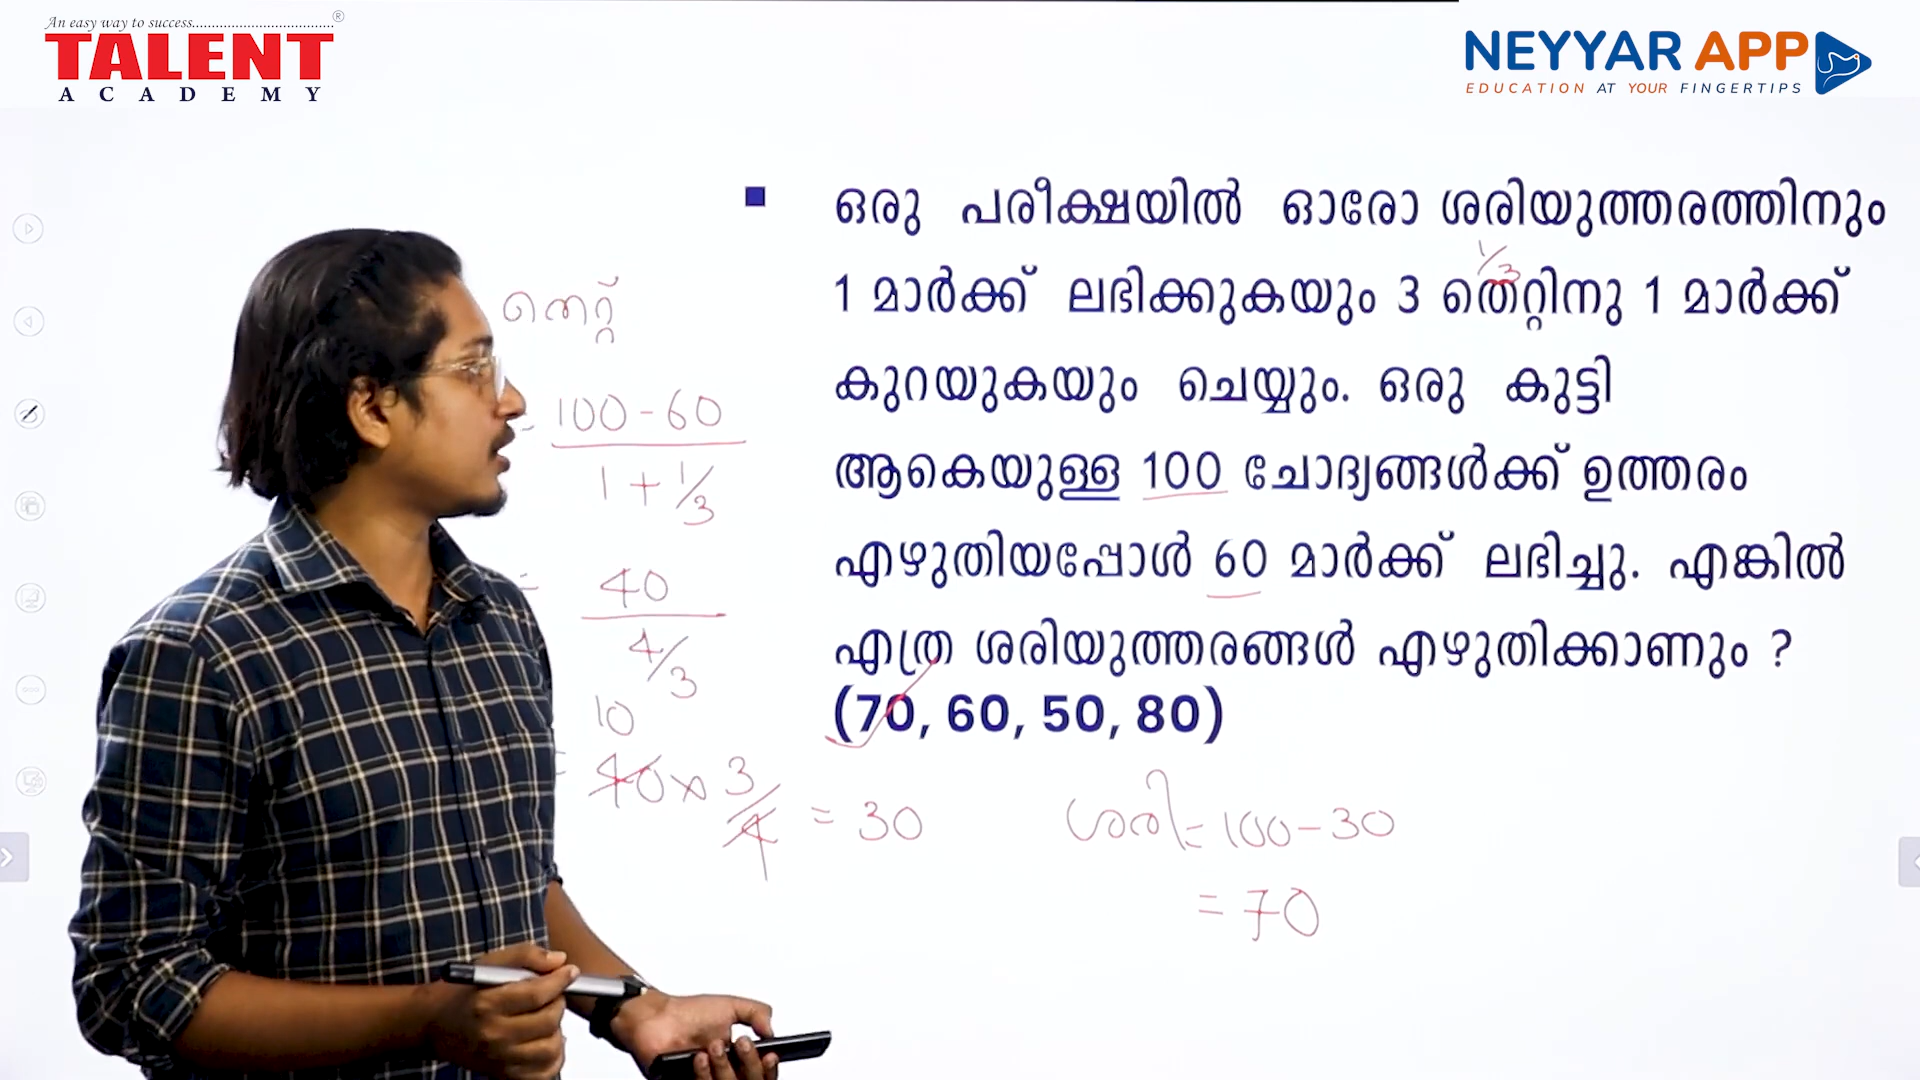 An easy way to success.....................................®
TALENT
ACADEMY
NEYYAR APP
EDUCATION AT YOUR FINGERTIPS
ഒരു പരീക്ഷയിൽ ഓരോ ശരിയുത്തരത്തിനും
1 മാർക്ക് ലഭിക്കുകയും 3 തെറ്റിനു 1 മാർക്ക്
കുറയുകയും ചെയ്യും. ഒരു കുട്ടി
ആകെയുള്ള 100 ചോദ്യങ്ങൾക്ക് ഉത്തരം
എഴുതിയപ്പോൾ 60 മാർക്ക് ലഭിച്ചു. എങ്കിൽ
എത്ര ശരിയുത്തരങ്ങൾ എഴുതിക്കാണും ?
(70, 60, 50, 80)
1/3
തെറ്റ്
= 100 - 60
1 + 1/3
= 40
4/3
10
= 40 x 3/4 = 30
ശരി = 100 - 30
= 70